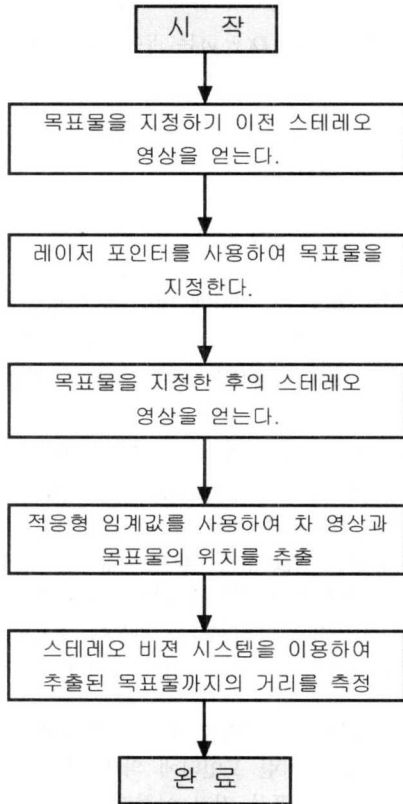 시 작
목표물을 지정하기 이전 스테레오
영상을 얻는다.
레이저 포인터를 사용하여 목표물을
지정한다.
목표물을 지정한 후의 스테레오
영상을 얻는다.
적응형 임계값를 사용하여 차 영상과
목표물의 위치를 추출
스테레오 비젼 시스템을 이용하여
추출된 목표물까지의 거리를 측정
완 료